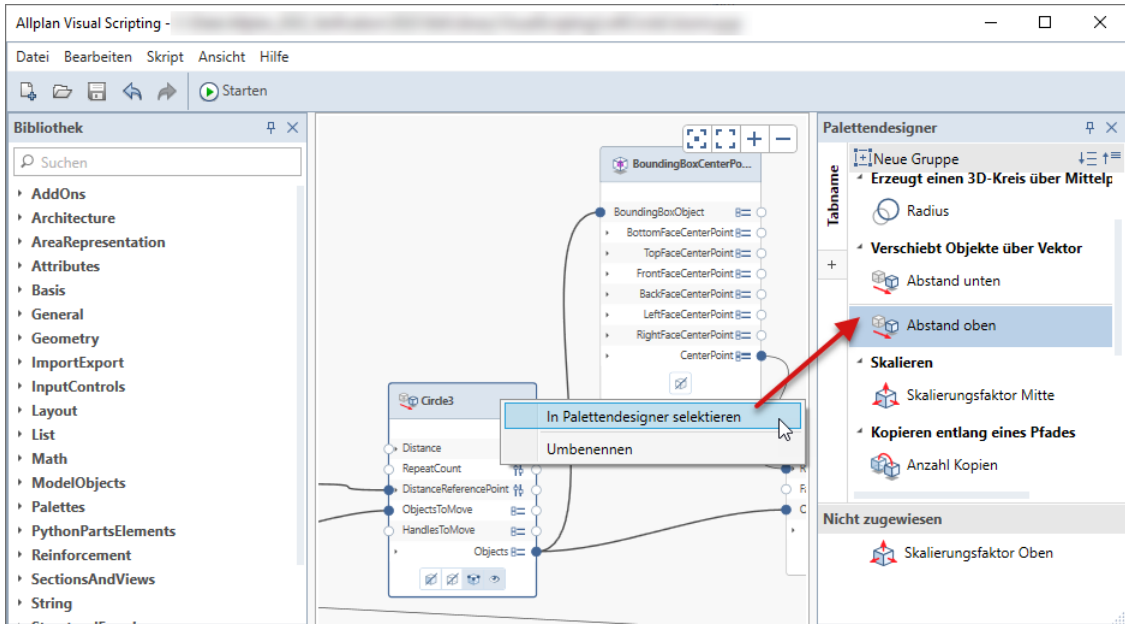 Allplan Visual Scripting -
Datei Bearbeiten Skript Ansicht Hilfe
Starten
Bibliothek
Suchen
AddOns
Architecture
AreaRepresentation
Attributes
Basis
General
Geometry
ImportExport
InputControls
Layout
List
Math
ModelObjects
Palettes
PythonPartsElements
Reinforcement
SectionsAndViews
String
BoundingBoxCenterPo...
BoundingBoxObject
BottomFaceCenterPoint
TopFaceCenterPoint
FrontFaceCenterPoint
BackFaceCenterPoint
LeftFaceCenterPoint
RightFaceCenterPoint
CenterPoint
Circle3
Distance
RepeatCount
DistanceReferencePoint
ObjectsToMove
HandlesToMove
Objects
In Palettendesigner selektieren
Umbenennen
Palettendesigner
Tabname
+
Neue Gruppe
Erzeugt einen 3D-Kreis über Mittelp
Radius
Verschiebt Objekte über Vektor
Abstand unten
Abstand oben
Skalieren
Skalierungsfaktor Mitte
Kopieren entlang eines Pfades
Anzahl Kopien
Nicht zugewiesen
Skalierungsfaktor Oben